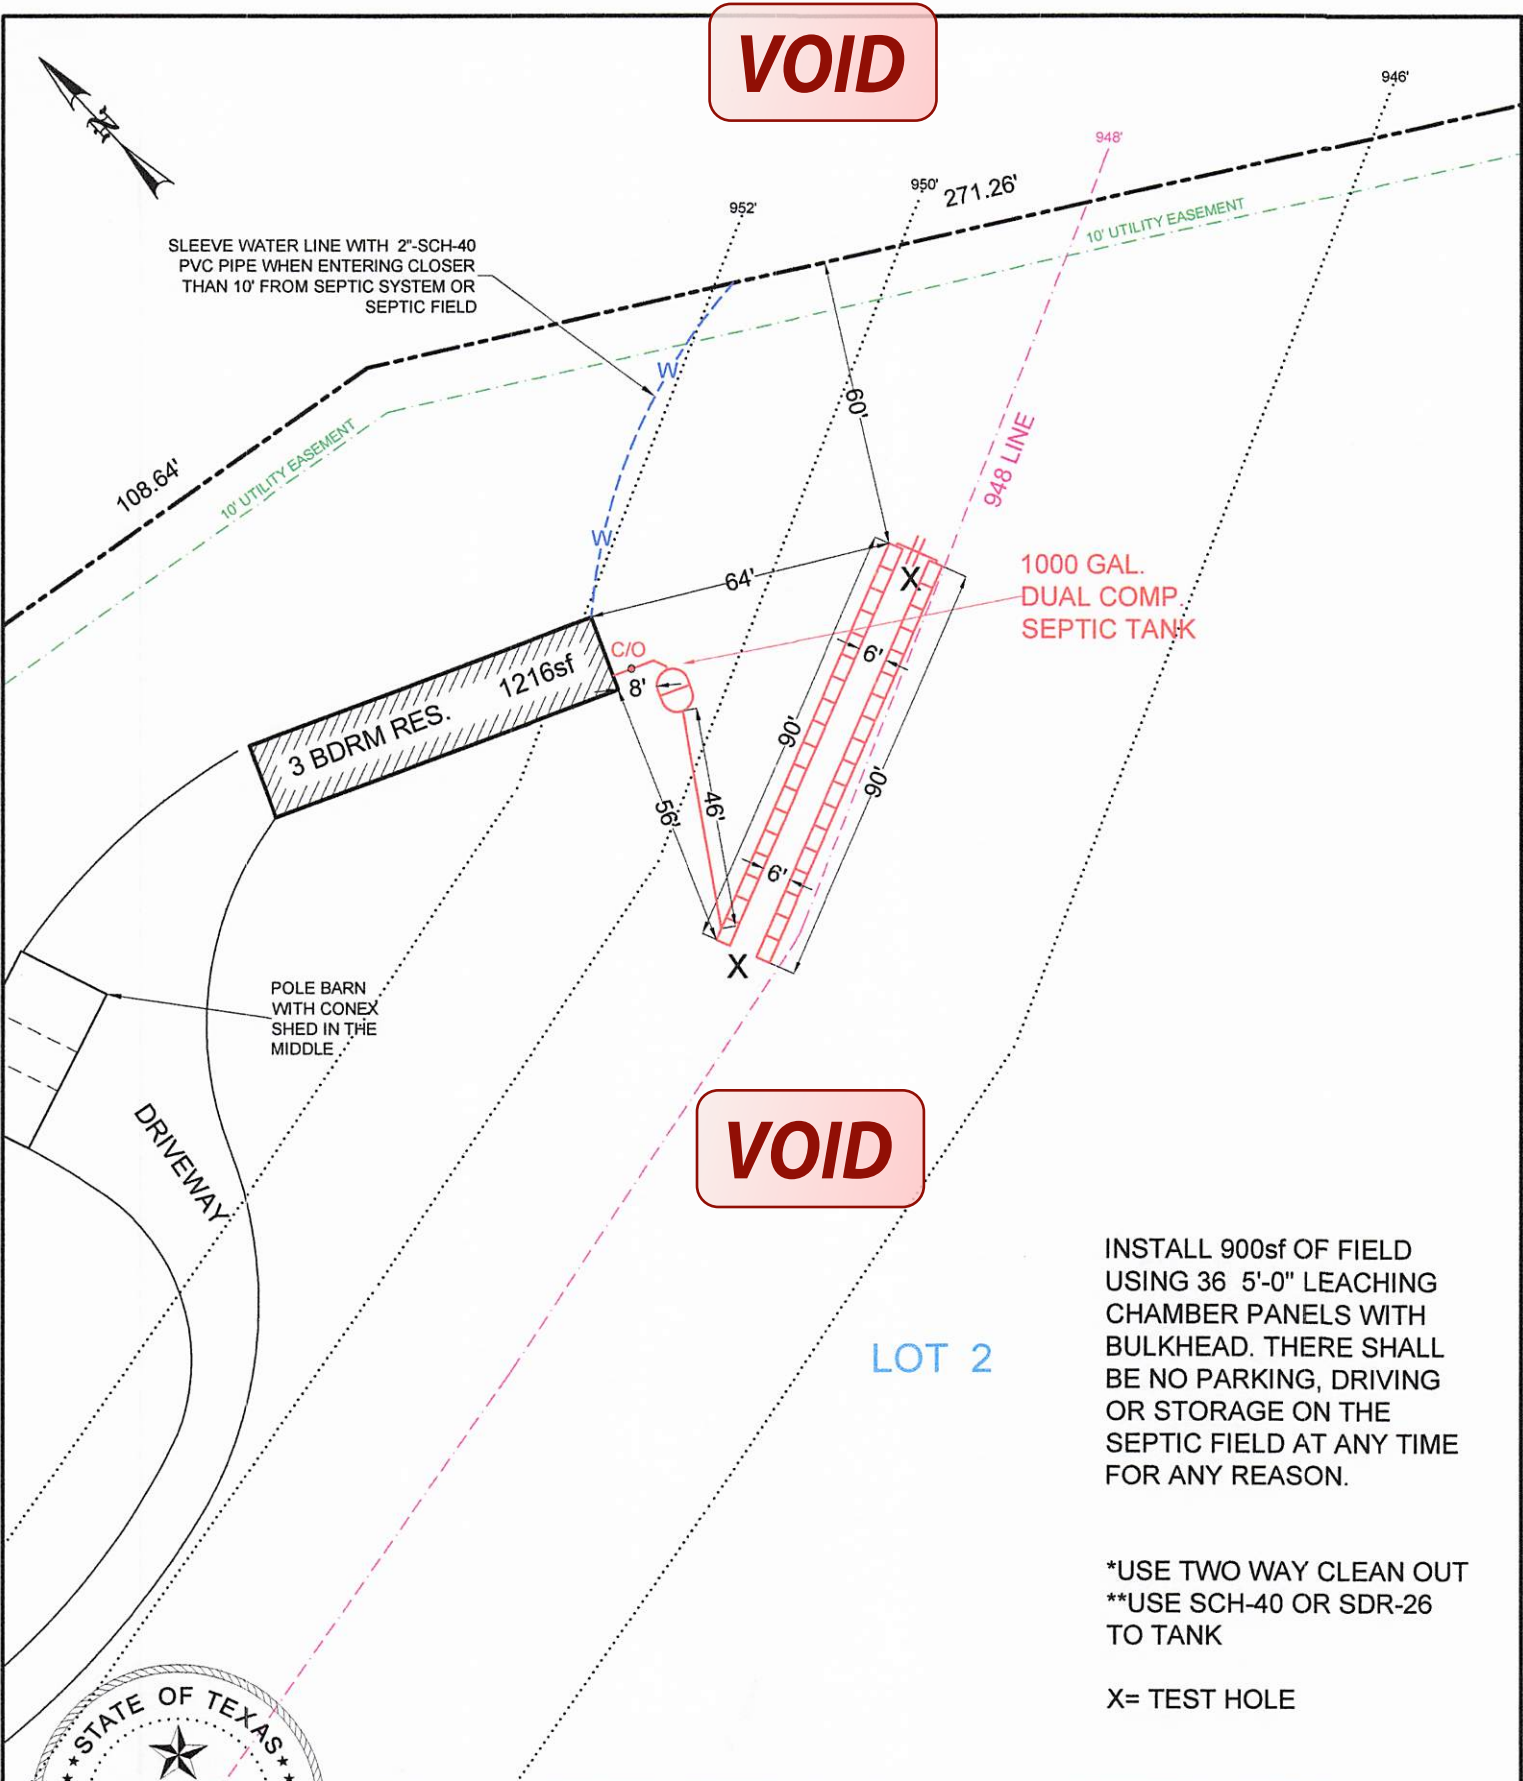 VOID
946'
948'
950'
271.26'
952'
10' UTILITY EASEMENT
N
SLEEVE WATER LINE WITH 2"-SCH-40
PVC PIPE WHEN ENTERING CLOSER
THAN 10' FROM SEPTIC SYSTEM OR
SEPTIC FIELD
W
60'
948 LINE
108.64'
10' UTILITY EASEMENT
W
64'
X
1000 GAL.
DUAL COMP.
SEPTIC TANK
C/O
8'
6'
1216sf
3 BDRM RES.
90'
90'
56'
46'
6'
X
POLE BARN
WITH CONEX
SHED IN THE
MIDDLE
DRIVEWAY
VOID
LOT 2
INSTALL 900sf OF FIELD
USING 36 5'-0" LEACHING
CHAMBER PANELS WITH
BULKHEAD. THERE SHALL
BE NO PARKING, DRIVING
OR STORAGE ON THE
SEPTIC FIELD AT ANY TIME
FOR ANY REASON.
*USE TWO WAY CLEAN OUT
**USE SCH-40 OR SDR-26
TO TANK
X= TEST HOLE
STATE OF TEXAS